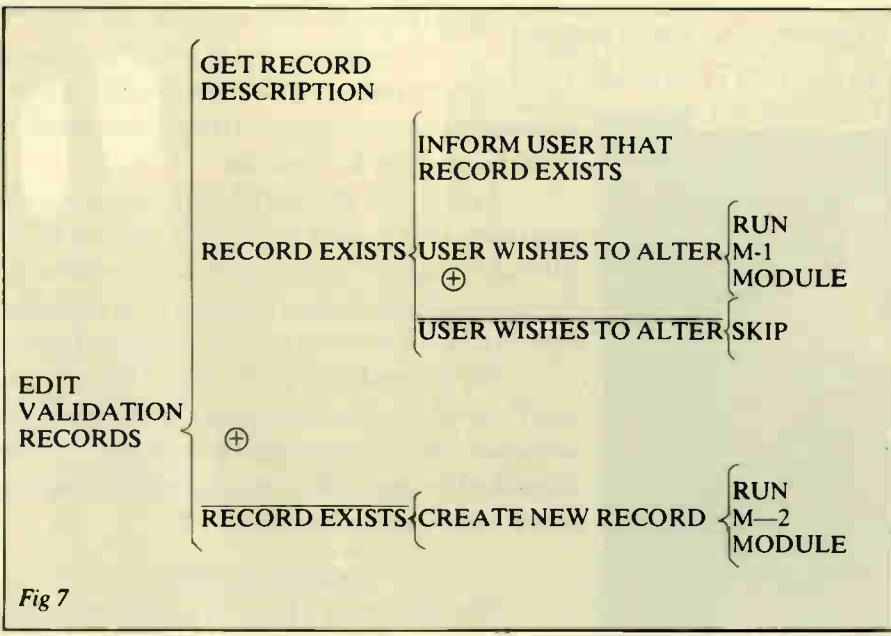 GET RECORD
DESCRIPTION
INFORM USER THAT
RECORD EXISTS
RECORD EXISTS
USER WISHES TO ALTER
RUN
M-1
MODULE
⊕
USER WISHES TO ALTER
SKIP
EDIT
VALIDATION
RECORDS
⊕
RECORD EXISTS
CREATE NEW RECORD
RUN
M—2
MODULE
Fig 7